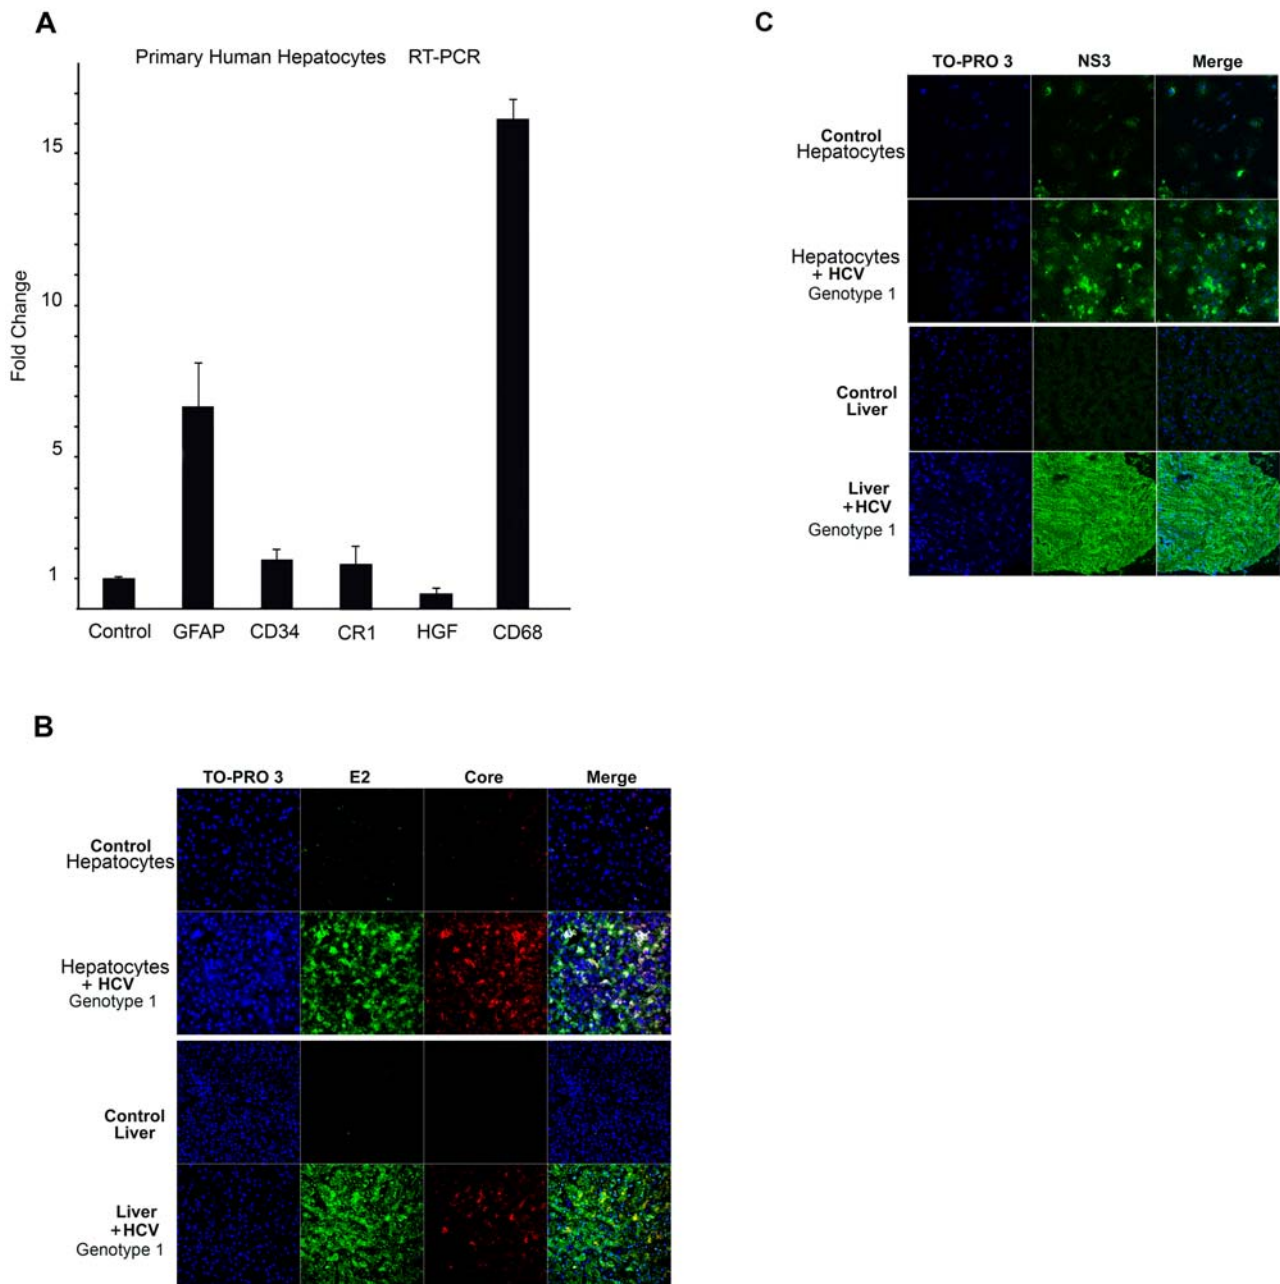 A
Primary Human Hepatocytes RT-PCR
Fold Change
15
10
5
1
Control GFAP CD34 CR1 HGF CD68
B
TO-PRO 3 E2 Core Merge
Control
Hepatocytes
Hepatocytes
+ HCV
Genotype 1
Control
Liver
Liver
+HCV
Genotype 1
C
TO-PRO 3 NS3 Merge
Control
Hepatocytes
Hepatocytes
+ HCV
Genotype 1
Control
Liver
Liver
+HCV
Genotype 1